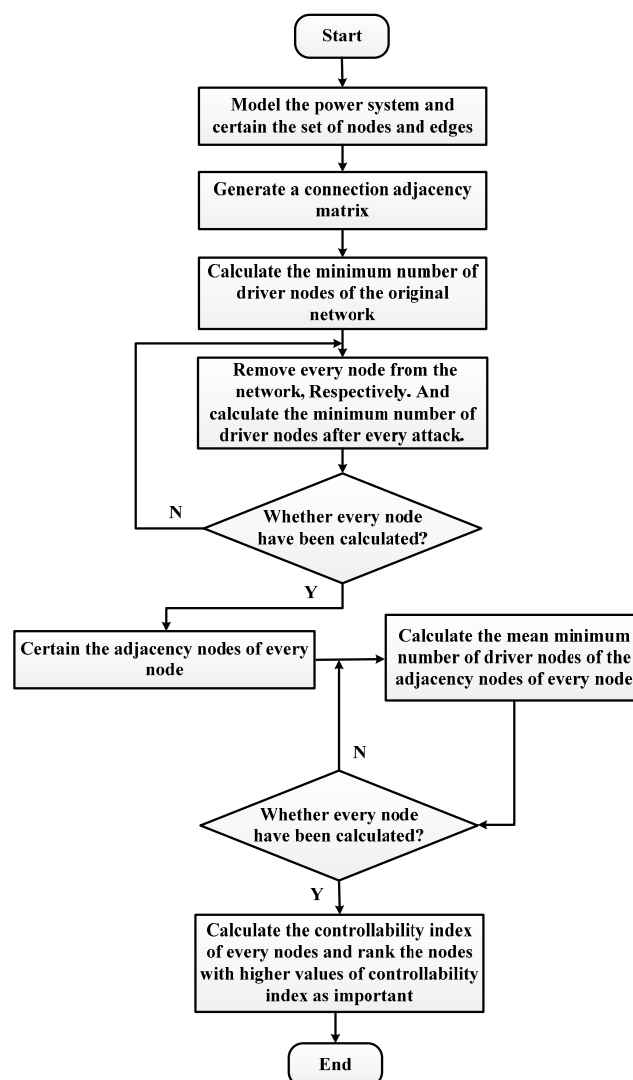 Start
Model the power system and
certain the set of nodes and edges
Generate a connection adjacency
matrix
Calculate the minimum number of
driver nodes of the original
network
Remove every node from the
network, Respectively. And
calculate the minimum number of
driver nodes after every attack.
N
Whether every node
have been calculated?
Y
Certain the adjacency nodes of every
node
Calculate the mean minimum
number of driver nodes of the
adjacency nodes of every node
N
Whether every node
have been calculated?
Y
Calculate the controllability index
of every nodes and rank the nodes
with higher values of controllability
index as important
End